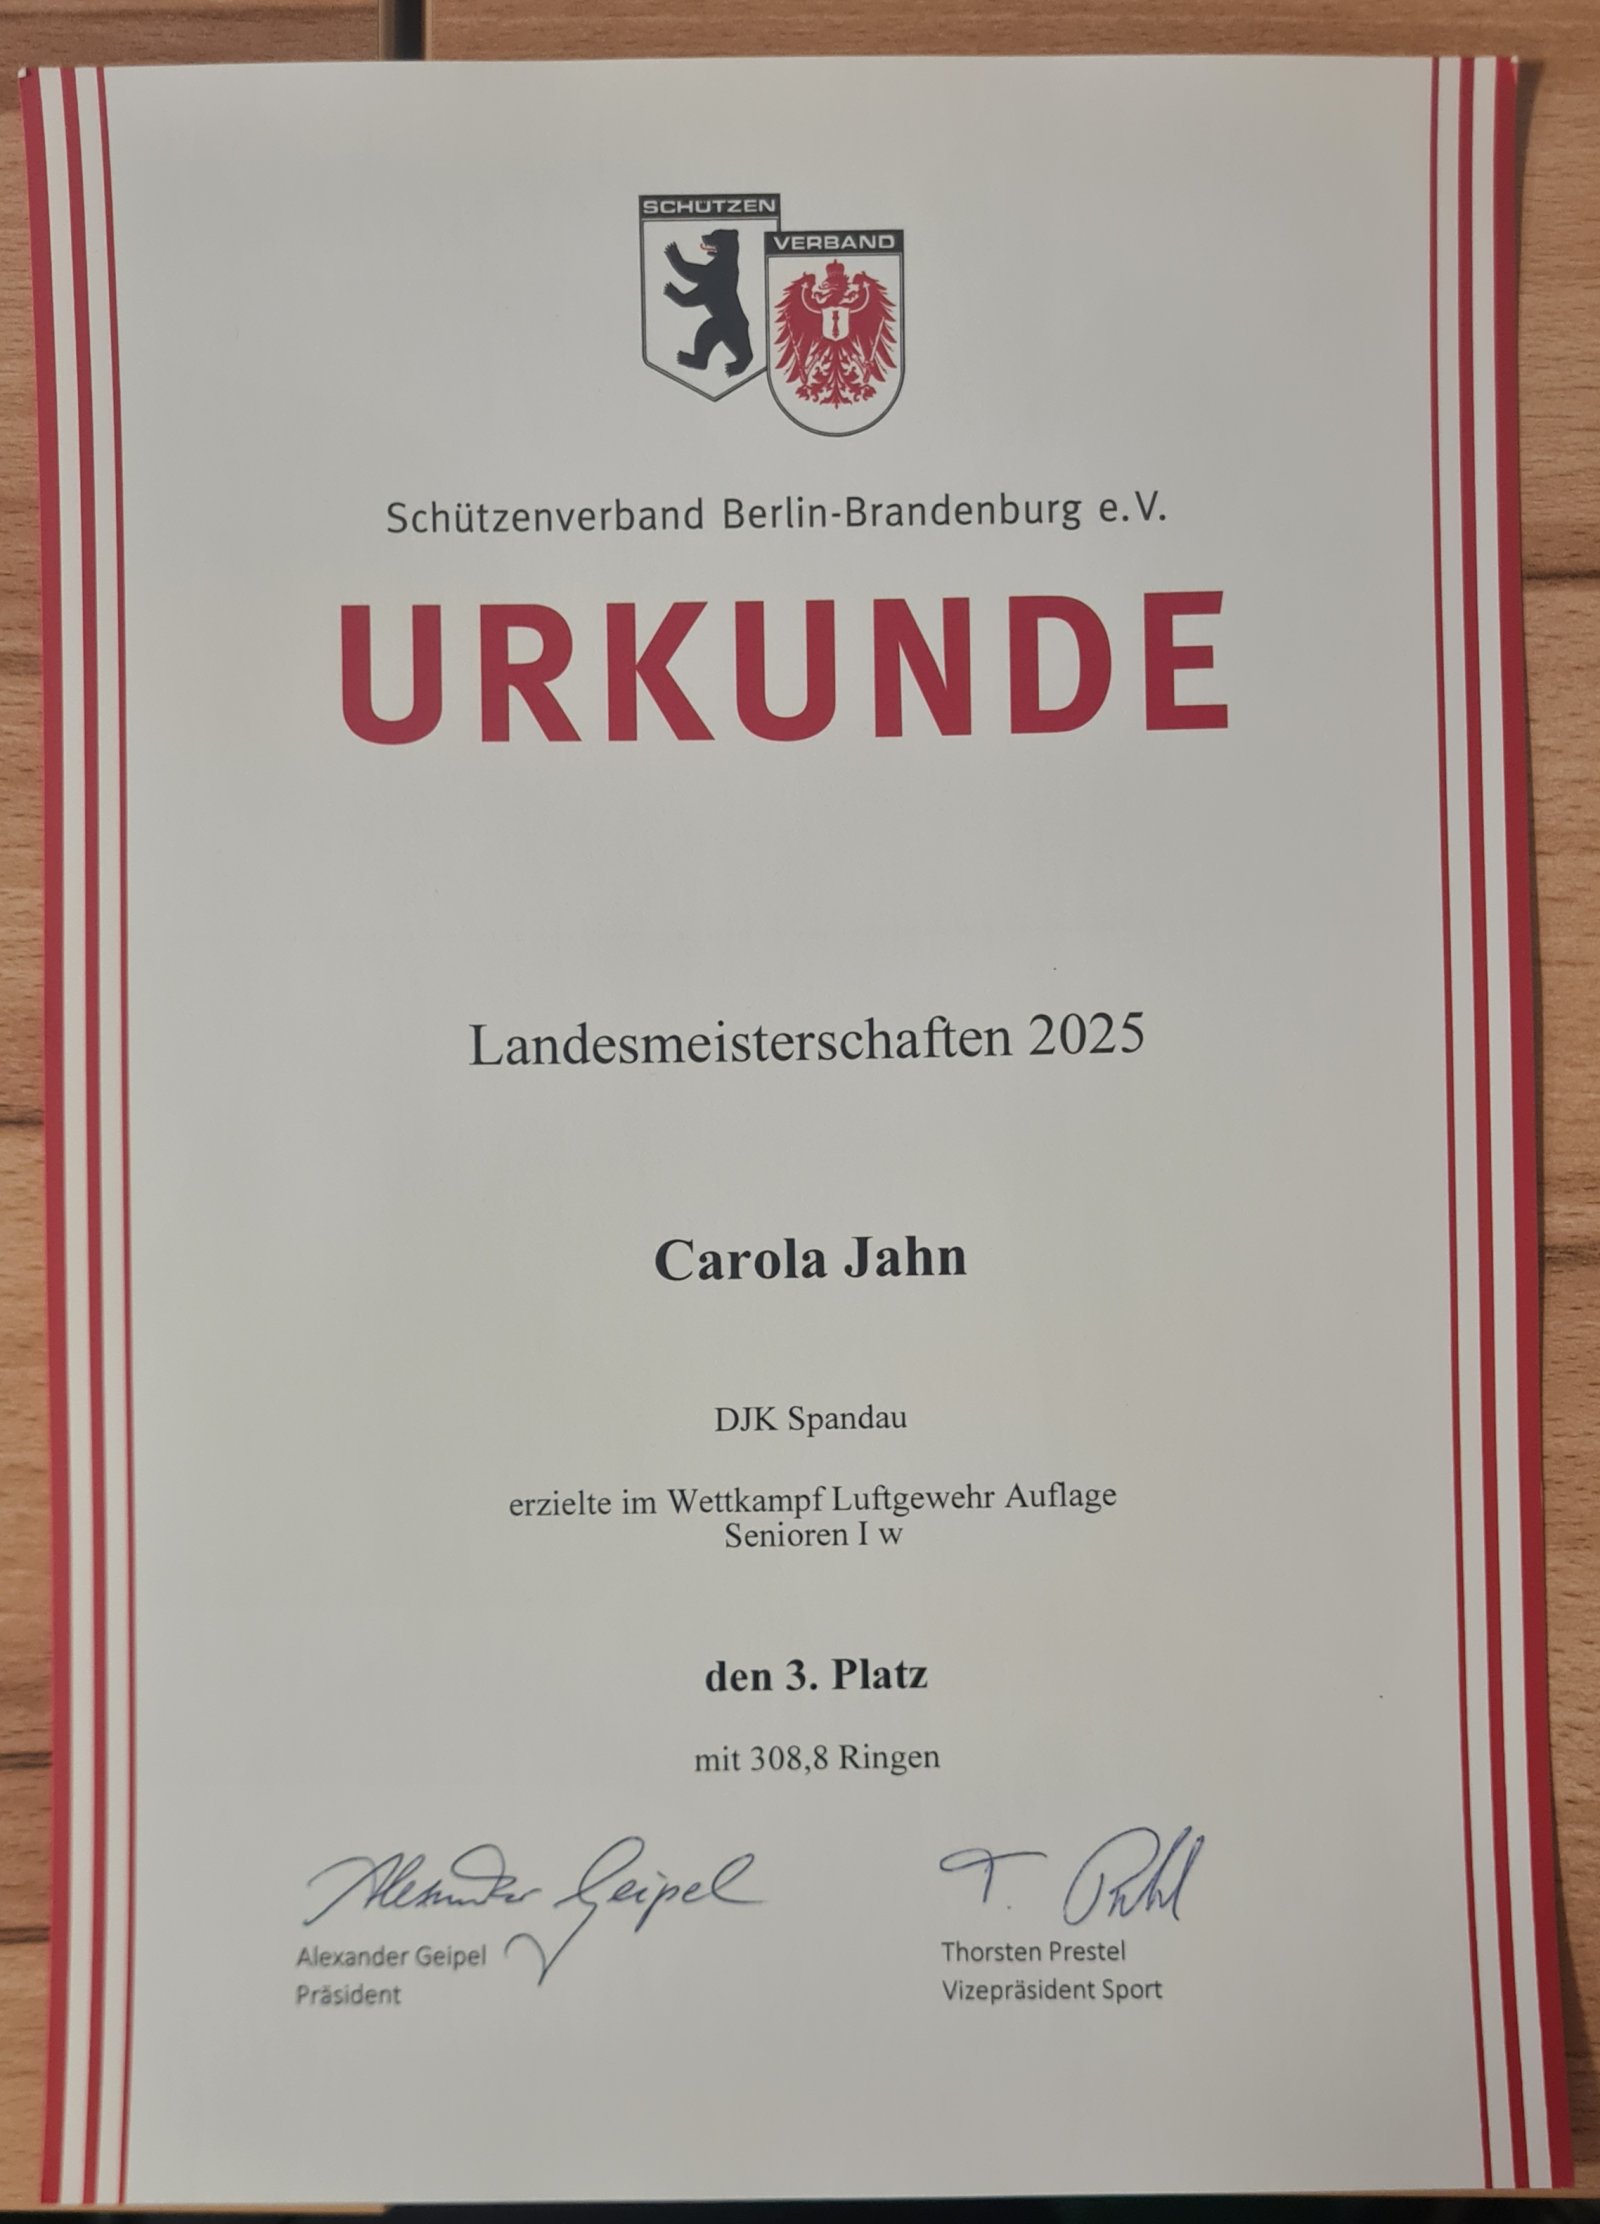 SCHÜTZEN
VERBAND
Schützenverband Berlin-Brandenburg e.V.
URKUNDE
Landesmeisterschaften 2025
Carola Jahn
DJK Spandau
erzielte im Wettkampf Luftgewehr Auflage
Senioren I w
den 3. Platz
mit 308,8 Ringen
Alexander Geipel
T.
Alexander Geipel
Präsident
Thorsten Prestel
Vizepräsident Sport